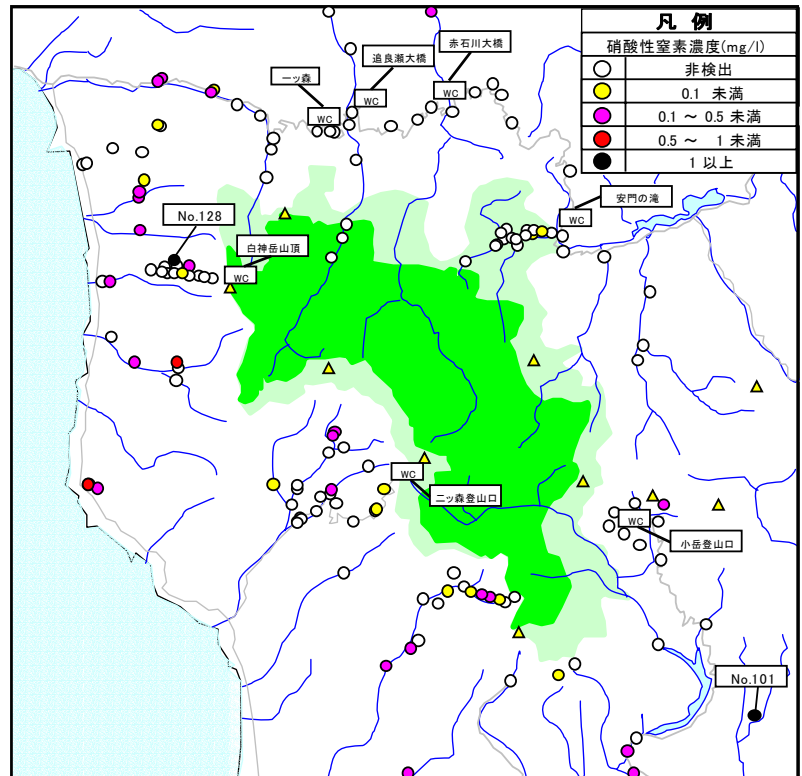 凡 例
硝酸性窒素濃度(mg/l)
非検出
0.1 未満
0.1 ～ 0.5 未満
0.5 ～ 1 未満
1 以上
赤石川大橋
WC
追良瀬大橋
WC
一ッ森
WC
安門の滝
WC
No.128
白神岳山頂
WC
WC
二ッ森登山口
WC
小岳登山口
No.101